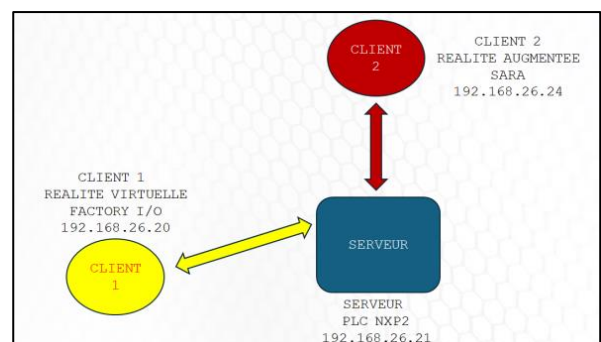 CLIENT
2
CLIENT 2
REALITE AUGMENTEE
SARA
192.168.26.24
CLIENT 1
REALITE VIRTUELLE
FACTORY I/O
192.168.26.20
CLIENT
1
SERVEUR
SERVEUR
PLC NXP2
192.168.26.21